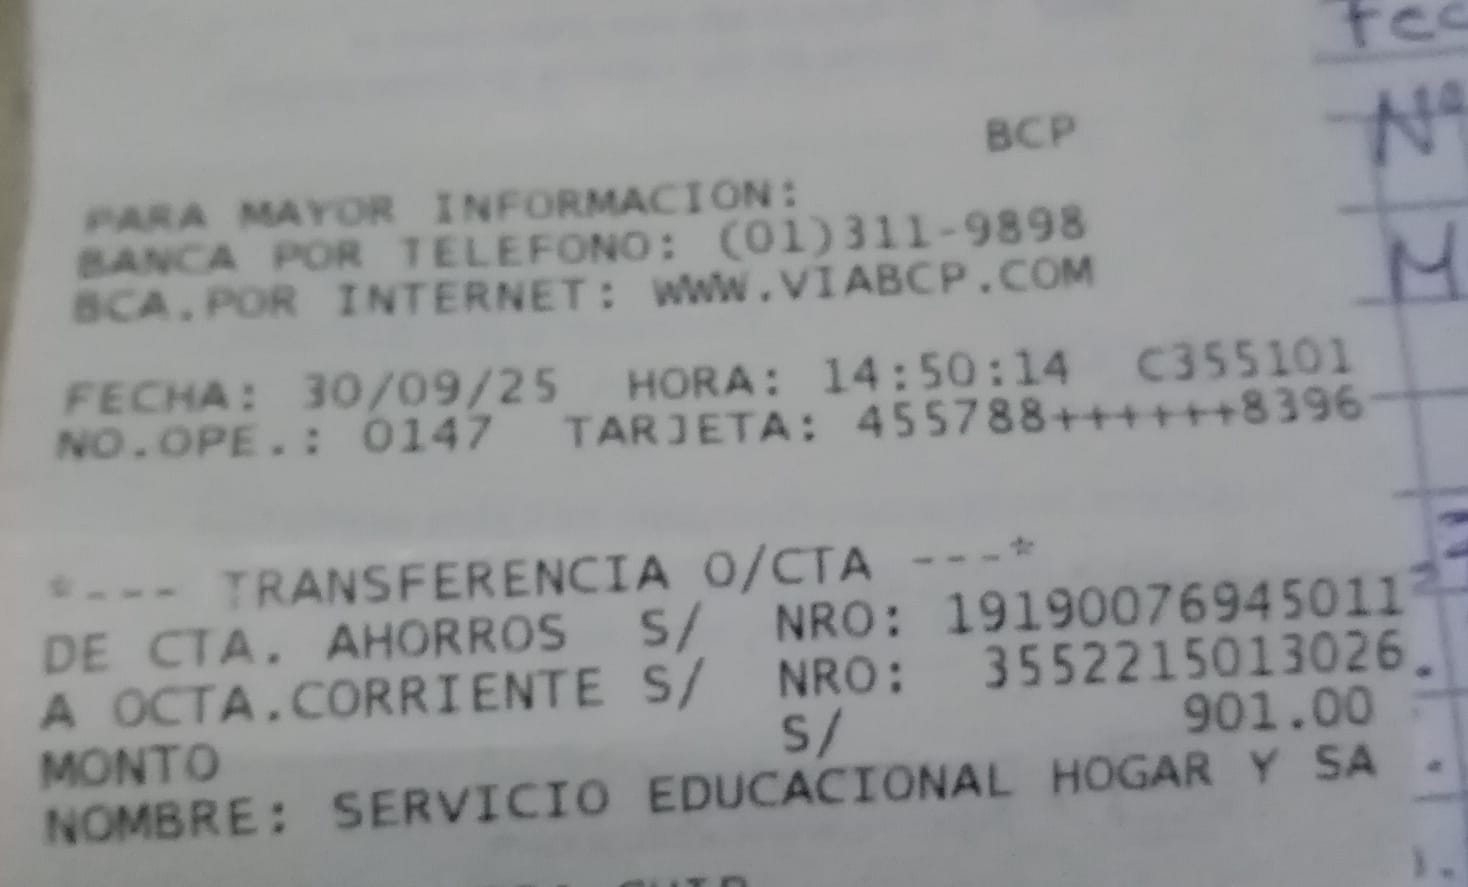 BCP
PARA MAYOR INFORMACION:
BANCA POR TELEFONO: (01)311-9898
BCA.POR INTERNET: WWW.VIABCP.COM
FECHA: 30/09/25 HORA: 14:50:14 C355101
NO.OPE.: 0147 TARJETA: 455788++++++8396
*--- TRANSFERENCIA O/CTA ---*
DE CTA. AHORROS S/ NRO: 19190076945011
A OCTA.CORRIENTE S/ NRO: 3552215013026
MONTO S/ 901.00
NOMBRE: SERVICIO EDUCACIONAL HOGAR Y SA
Nº
M